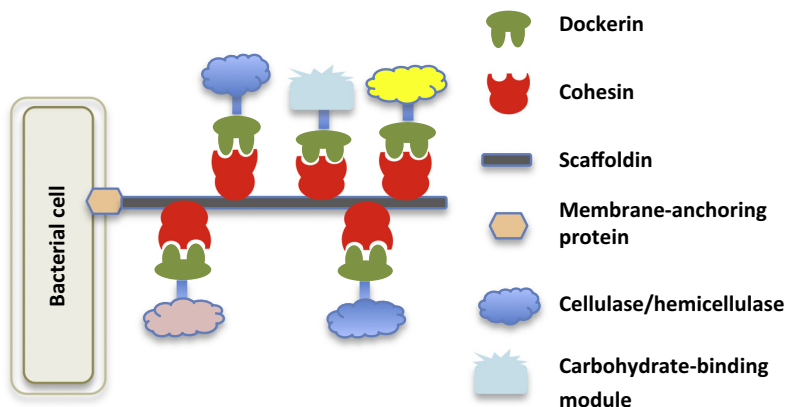 Bacterial cell
Dockerin
Cohesin
Scaffoldin
Membrane-anchoring
protein
Cellulase/hemicellulase
Carbohydrate-binding
module